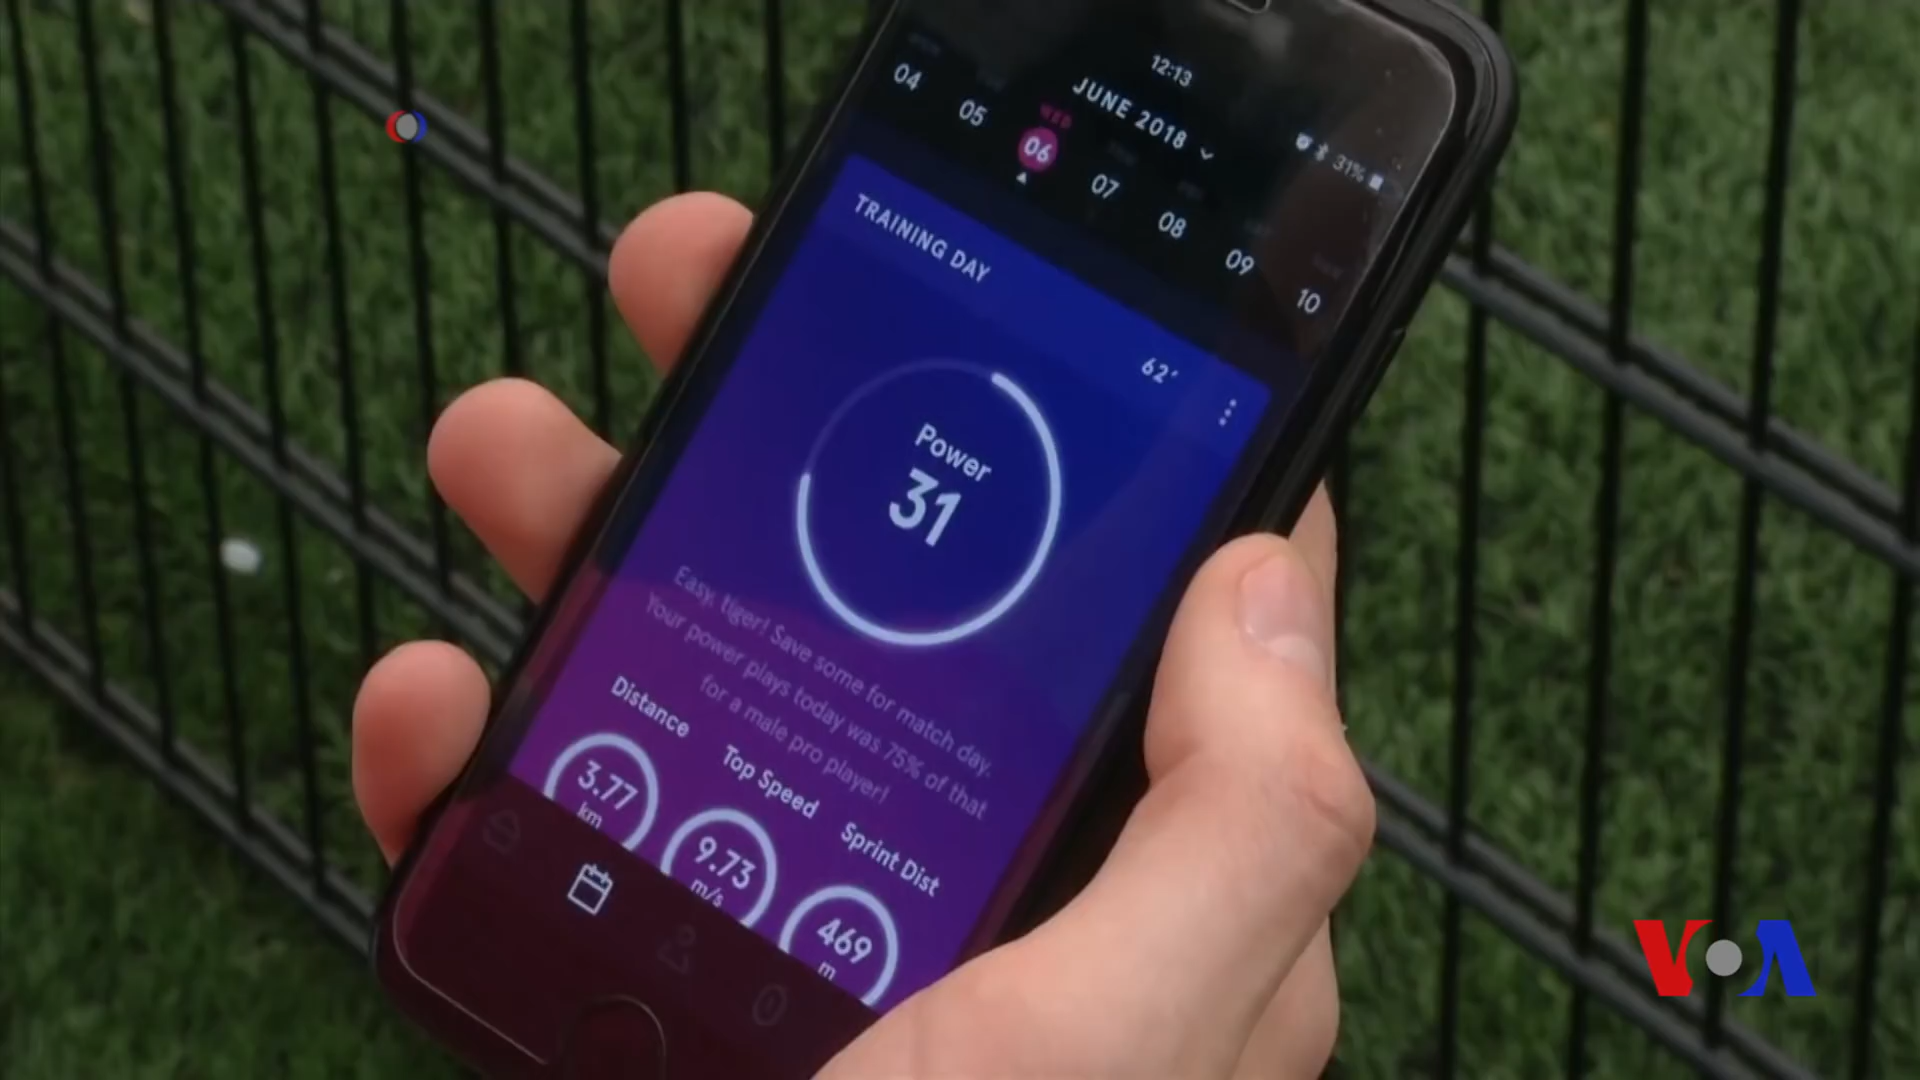 12:13
JUNE 2018
31%
WED
04 05 06 07 08 09 10
TRAINING DAY
62'
Power
31
Easy, tiger! Save some for match day.
Your power plays today was 75% of that
for a male pro player!
Distance
3.77
km
Top Speed
9.73
m/s
Sprint Dist
469
m
VOA